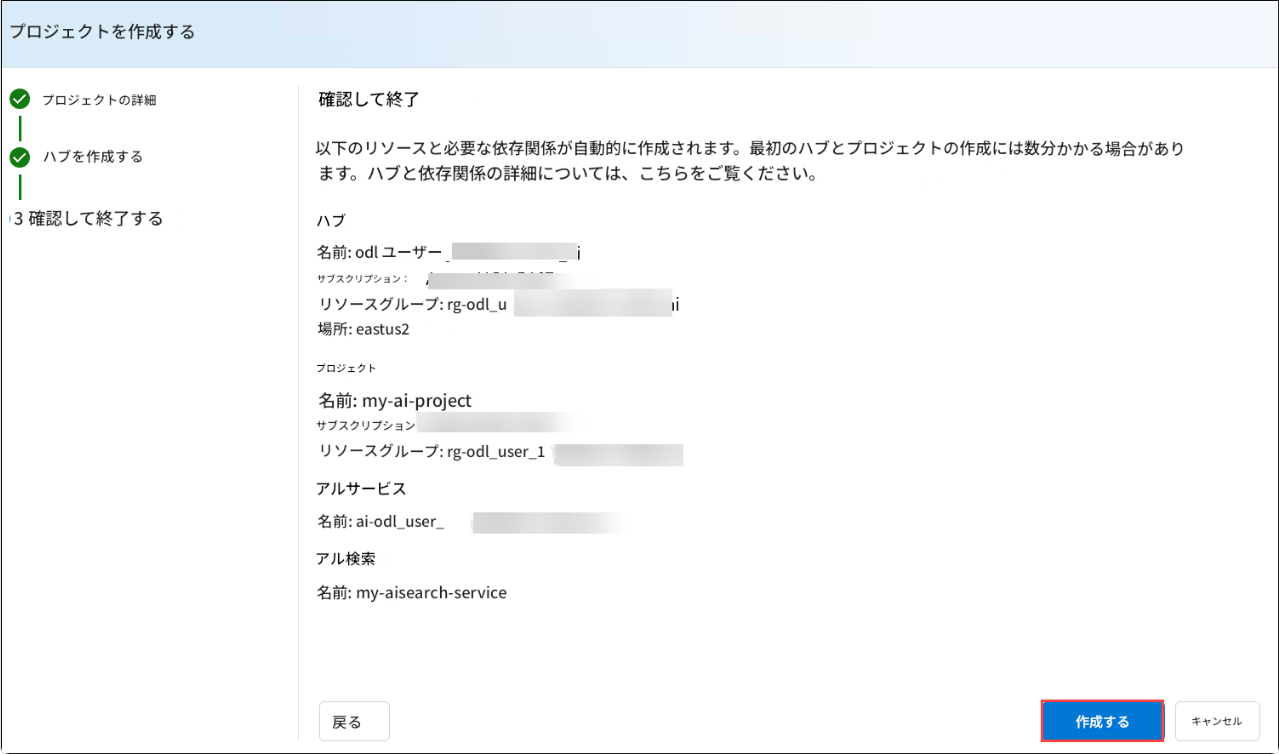 プロジェクトを作成する
プロジェクトの詳細
ハブを作成する
3 確認して終了する
確認して終了
以下のリソースと必要な依存関係が自動的に作成されます。最初のハブとプロジェクトの作成には数分かかる場合があり
ます。ハブと依存関係の詳細については、こちらをご覧ください。
ハブ
名前: odl ユーザー _ _ i
サブスクリプション：
リソースグループ: rg-odl_u
場所: eastus2
プロジェクト
名前: my-ai-project
サブスクリプション
リソースグループ: rg-odl_user_1
アルサービス
名前: ai-odl_user_
アル検索
名前: my-aisearch-service
戻る
作成する
キャンセル